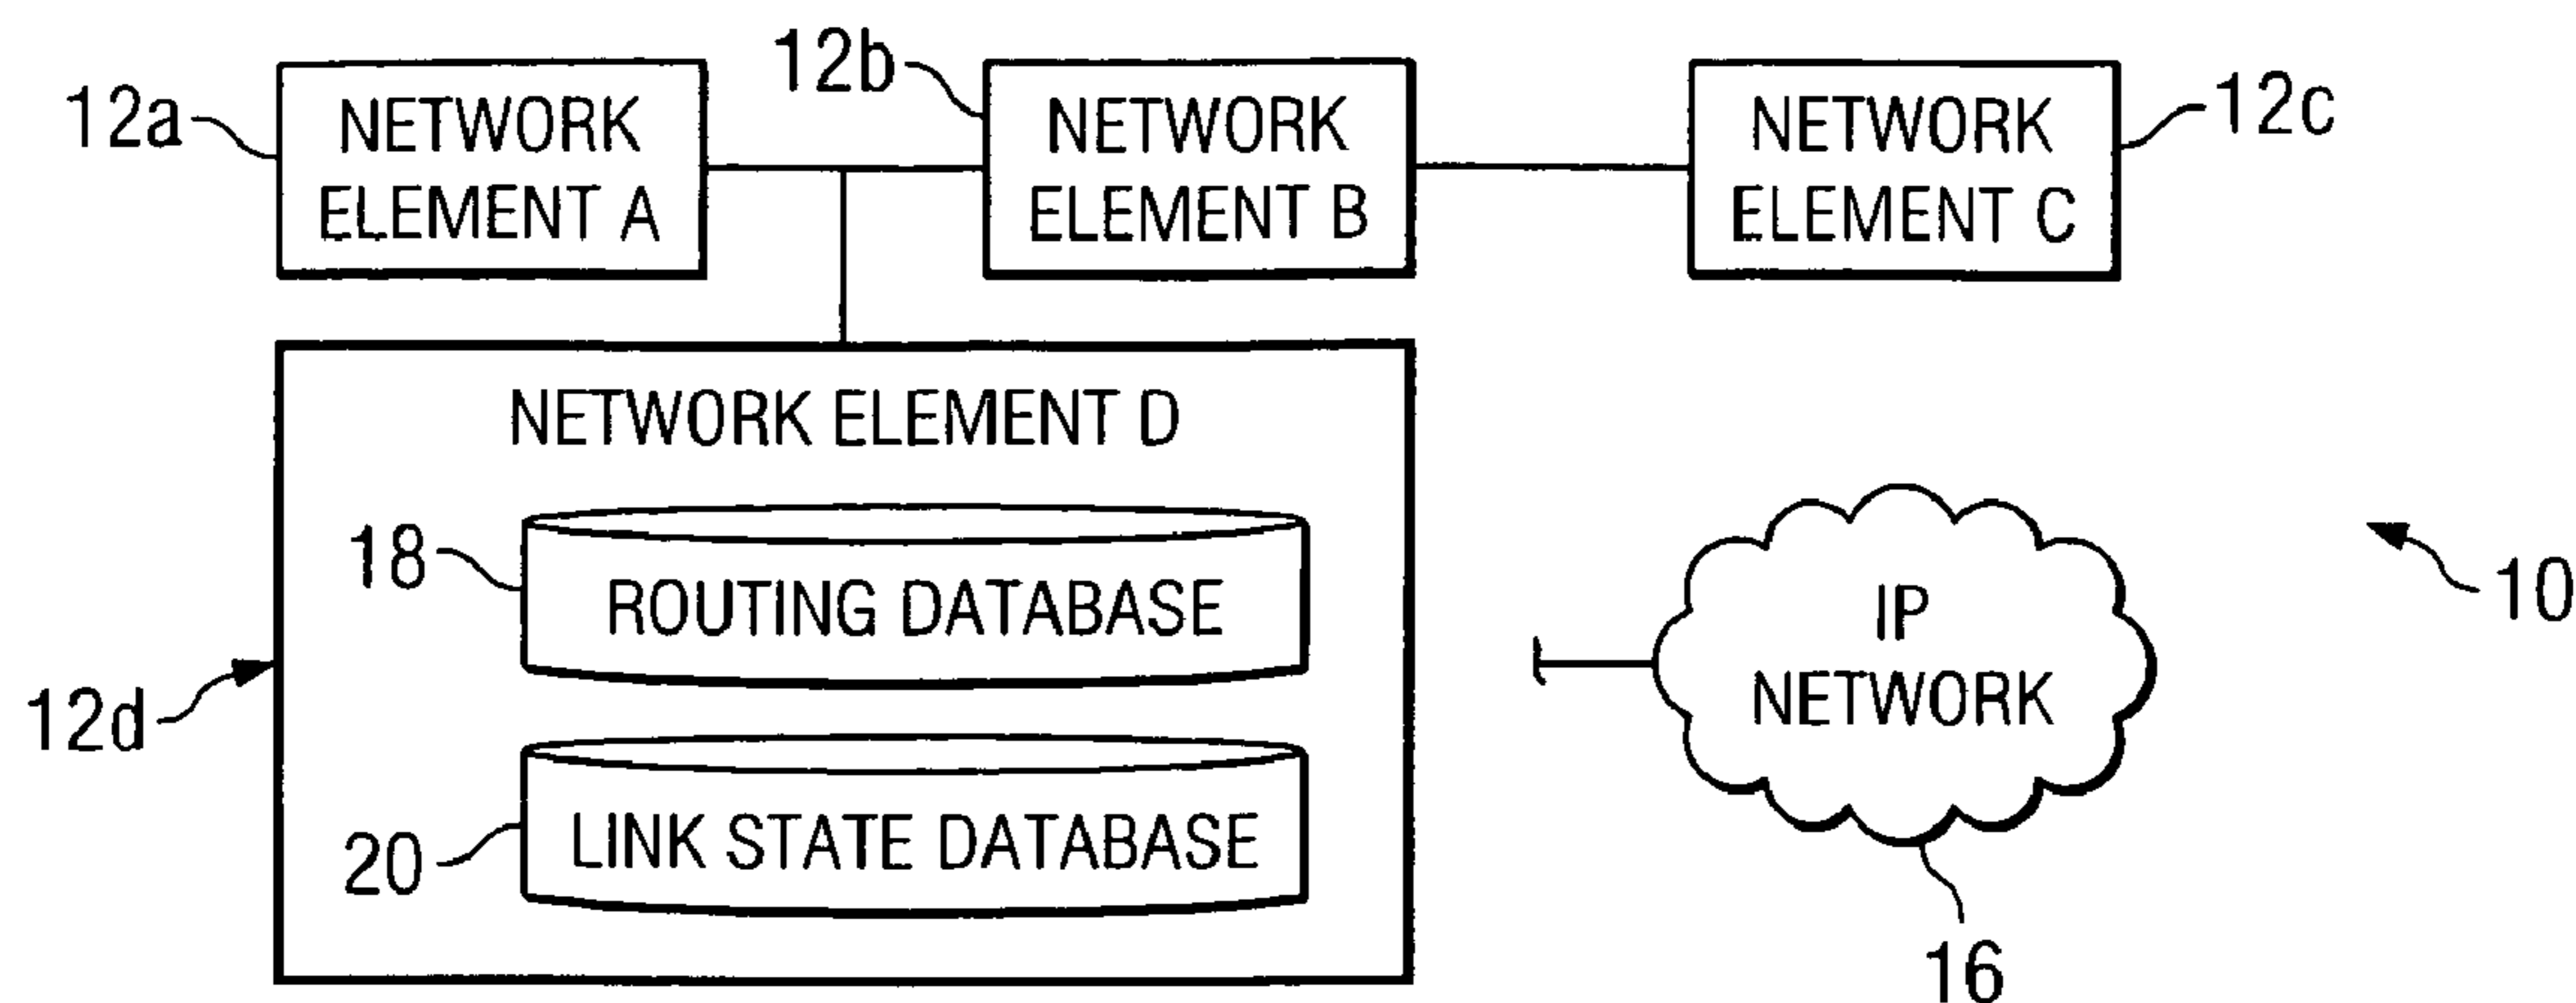 12a
NETWORK
ELEMENT A
12b
NETWORK
ELEMENT B
NETWORK
ELEMENT C
12c
NETWORK ELEMENT D
18
ROUTING DATABASE
12d
20
LINK STATE DATABASE
IP
NETWORK
10
16